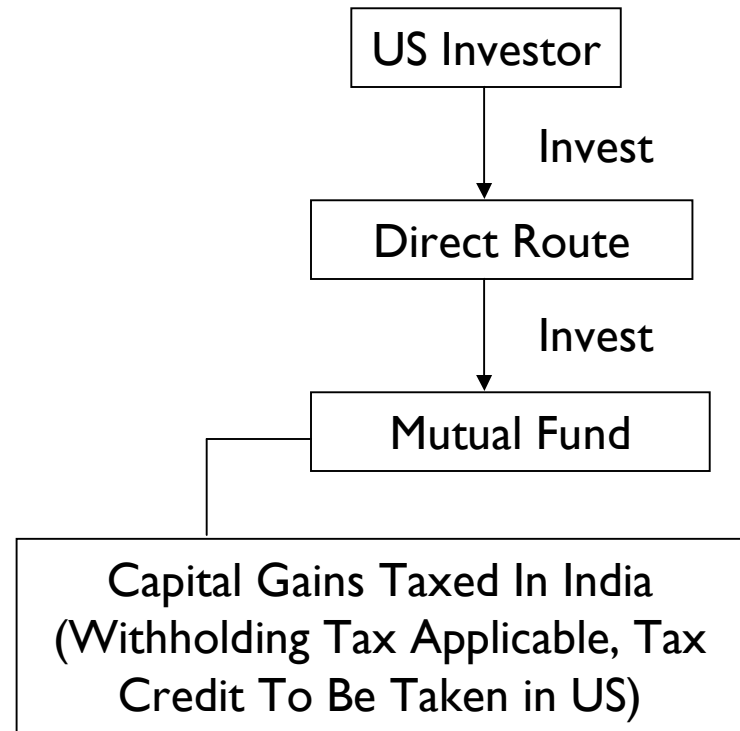 US Investor
Invest
Direct Route
Invest
Mutual Fund
Capital Gains Taxed In India
(Withholding Tax Applicable, Tax
Credit To Be Taken in US)